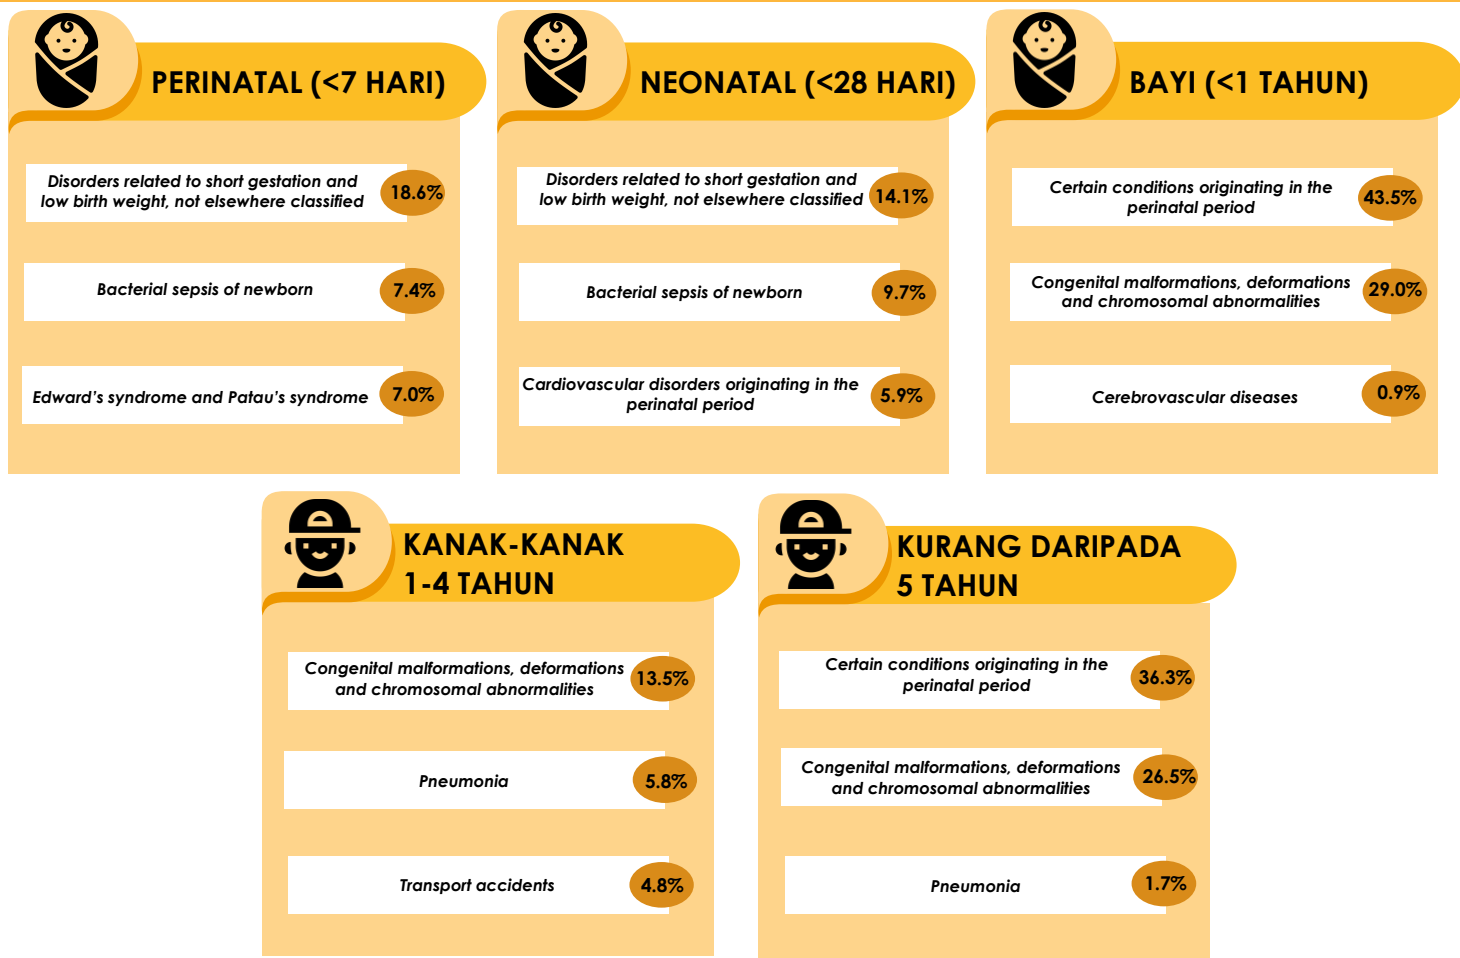 PERINATAL (<7 HARI)
Disorders related to short gestation and
low birth weight, not elsewhere classified
18.6%
Bacterial sepsis of newborn
7.4%
Edward's syndrome and Patau's syndrome
7.0%
NEONATAL (<28 HARI)
Disorders related to short gestation and
low birth weight, not elsewhere classified
14.1%
Bacterial sepsis of newborn
9.7%
Cardiovascular disorders originating in the
perinatal period
5.9%
BAYI (<1 TAHUN)
Certain conditions originating in the
perinatal period
43.5%
Congenital malformations, deformations
and chromosomal abnormalities
29.0%
Cerebrovascular diseases
0.9%
KANAK-KANAK
1-4 TAHUN
Congenital malformations, deformations
and chromosomal abnormalities
13.5%
Pneumonia
5.8%
Transport accidents
4.8%
KURANG DARIPADA
5 TAHUN
Certain conditions originating in the
perinatal period
36.3%
Congenital malformations, deformations
and chromosomal abnormalities
26.5%
Pneumonia
1.7%